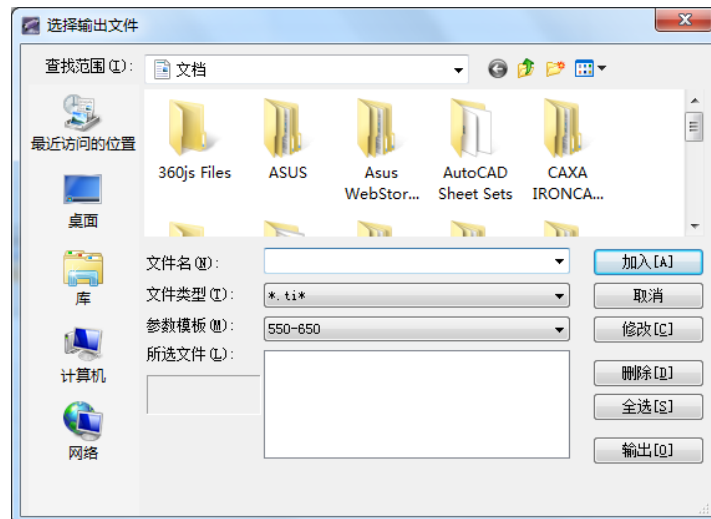 选择输出文件
查找范围(I):
文档
最近访问的位置
桌面
库
计算机
网络
360js Files
ASUS
Asus
WebStor...
AutoCAD
Sheet Sets
CAXA
IRONCA...
文件名(N):
加入[A]
文件类型(T):
*.ti*
取消
参数模板(M):
550-650
修改[C]
所选文件(L):
删除[D]
全选[S]
输出[O]